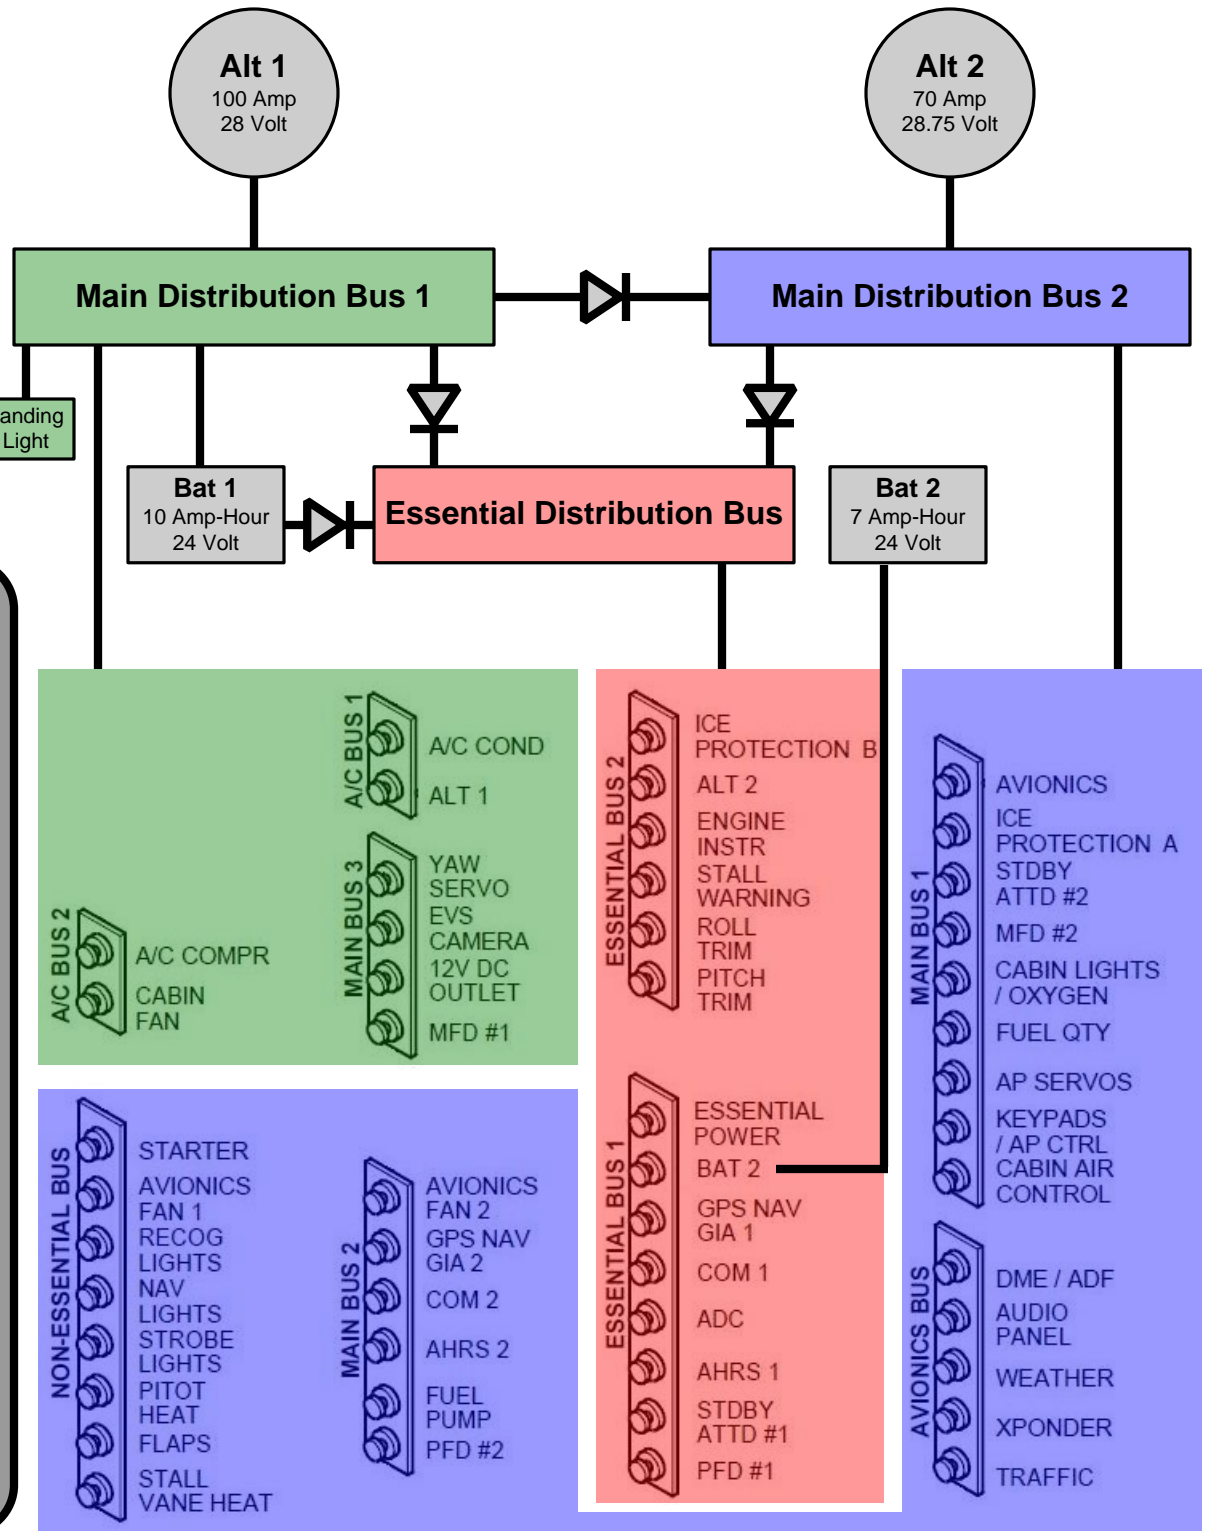 Alt 1
100 Amp
28 Volt
Alt 2
70 Amp
28.75 Volt
Main Distribution Bus 1
Main Distribution Bus 2
anding
Light
Bat 1
10 Amp-Hour
24 Volt
Essential Distribution Bus
Bat 2
7 Amp-Hour
24 Volt
A/C BUS 1
A/C COND
ALT 1
MAIN BUS 3
YAW
SERVO
EVS
CAMERA
12V DC
OUTLET
MFD #1
A/C BUS 2
A/C COMPR
CABIN
FAN
NON-ESSENTIAL BUS
STARTER
AVIONICS
FAN 1
RECOG
LIGHTS
NAV
LIGHTS
STROBE
LIGHTS
PITOT
HEAT
FLAPS
STALL
VANE HEAT
MAIN BUS 2
AVIONICS
FAN 2
GPS NAV
GIA 2
COM 2
AHRS 2
FUEL
PUMP
PFD #2
ESSENTIAL BUS 2
ICE
PROTECTION B
ALT 2
ENGINE
INSTR
STALL
WARNING
ROLL
TRIM
PITCH
TRIM
ESSENTIAL BUS 1
ESSENTIAL
POWER
BAT 2
GPS NAV
GIA 1
COM 1
ADC
AHRS 1
STDBY
ATTD #1
PFD #1
MAIN BUS 1
AVIONICS
ICE
PROTECTION A
STDBY
ATTD #2
MFD #2
CABIN LIGHTS
/ OXYGEN
FUEL QTY
AP SERVOS
KEYPADS
/ AP CTRL
CABIN AIR
CONTROL
AVIONICS BUS
DME / ADF
AUDIO
PANEL
WEATHER
XPONDER
TRAFFIC